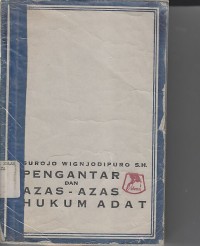 SUROJO WIGNJODIPURO S.H.
PENGANTAR
DAN
AZAS - AZAS
HUKUM ADAT